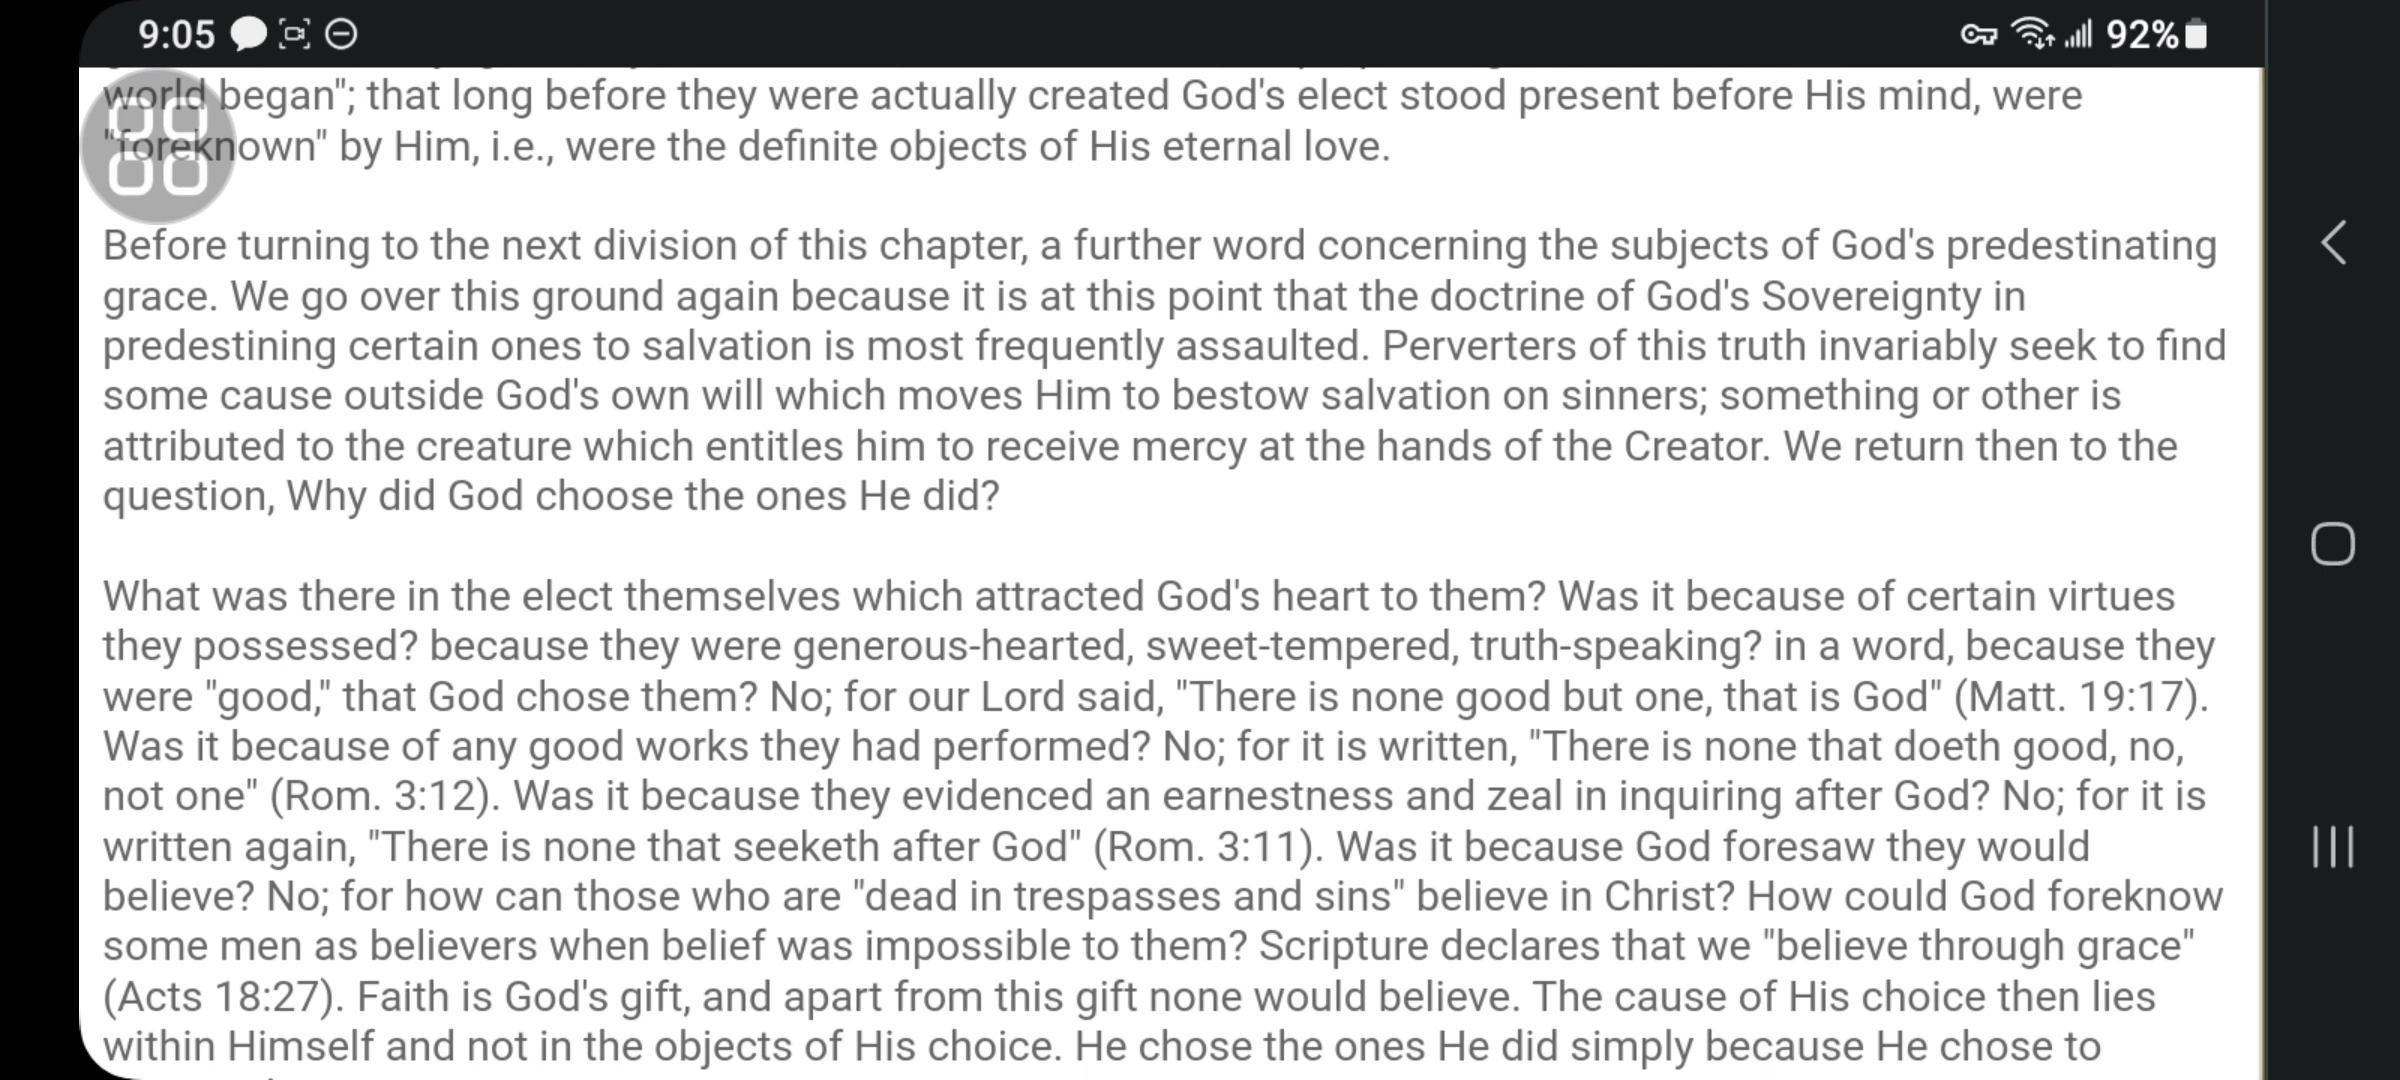 9:05
92%
world began"; that long before they were actually created God's elect stood present before His mind, were
"foreknown" by Him, i.e., were the definite objects of His eternal love.
Before turning to the next division of this chapter, a further word concerning the subjects of God's predestinating
grace. We go over this ground again because it is at this point that the doctrine of God's Sovereignty in
predestining certain ones to salvation is most frequently assaulted. Perverters of this truth invariably seek to find
some cause outside God's own will which moves Him to bestow salvation on sinners; something or other is
attributed to the creature which entitles him to receive mercy at the hands of the Creator. We return then to the
question, Why did God choose the ones He did?
What was there in the elect themselves which attracted God's heart to them? Was it because of certain virtues
they possessed? because they were generous-hearted, sweet-tempered, truth-speaking? in a word, because they
were "good," that God chose them? No; for our Lord said, "There is none good but one, that is God" (Matt. 19:17).
Was it because of any good works they had performed? No; for it is written, "There is none that doeth good, no,
not one" (Rom. 3:12). Was it because they evidenced an earnestness and zeal in inquiring after God? No; for it is
written again, "There is none that seeketh after God" (Rom. 3:11). Was it because God foresaw they would
believe? No; for how can those who are "dead in trespasses and sins" believe in Christ? How could God foreknow
some men as believers when belief was impossible to them? Scripture declares that we "believe through grace"
(Acts 18:27). Faith is God's gift, and apart from this gift none would believe. The cause of His choice then lies
within Himself and not in the objects of His choice. He chose the ones He did simply because He chose to